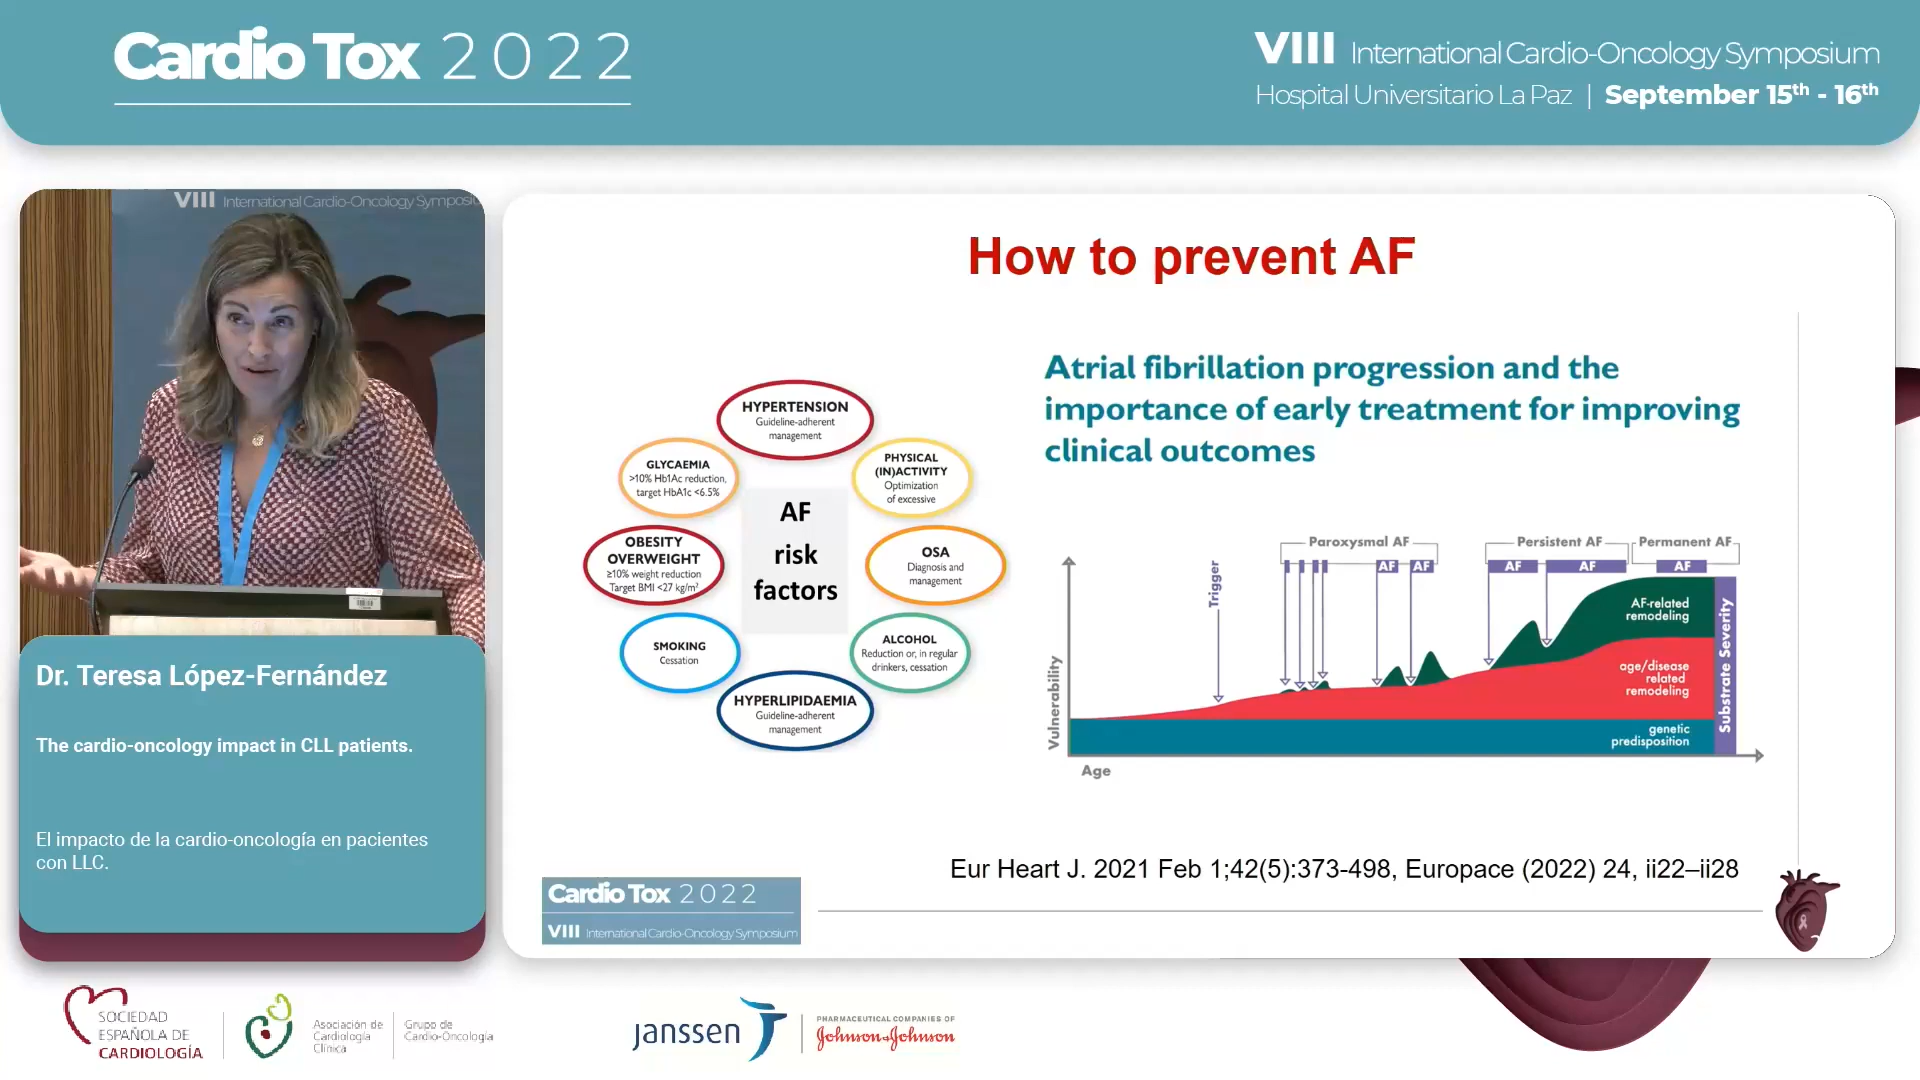 Cardio Tox 2022
VIII International Cardio-Oncology Symposium
Hospital Universitario La Paz | September 15th - 16th
VIII International Cardio-Oncology Symposiu
Dr. Teresa López-Fernández
The cardio-oncology impact in CLL patients.
El impacto de la cardio-oncología en pacientes
con LLC.
How to prevent AF
HYPERTENSION
Guideline-adherent
management
GLYCAEMIA
>10% Hb1Ac reduction,
target HbA1c <6.5%
PHYSICAL
(IN)ACTIVITY
Optimization
of excessive
OBESITY
OVERWEIGHT
≥10% weight reduction
Target BMI <27 kg/m²
AF
risk
factors
OSA
Diagnosis and
management
SMOKING
Cessation
ALCOHOL
Reduction or, in regular
drinkers, cessation
HYPERLIPIDAEMIA
Guideline-adherent
management
Atrial fibrillation progression and the
importance of early treatment for improving
clinical outcomes
Paroxysmal AF
Persistent AF
Permanent AF
AF
AF
AF
AF
AF
Trigger
AF-related
remodeling
age/disease
related
remodeling
genetic
predisposition
Substrate Severity
Vulnerability
Age
Eur Heart J. 2021 Feb 1;42(5):373-498, Europace (2022) 24, ii22–ii28
Cardio Tox 2022
VIII International Cardio-Oncology Symposium
SOCIEDAD
ESPAÑOLA DE
CARDIOLOGÍA
Asociación de
Cardiología
Clínica
Grupo de
Cardio-Oncología
janssen
PHARMACEUTICAL COMPANIES OF
Johnson & Johnson